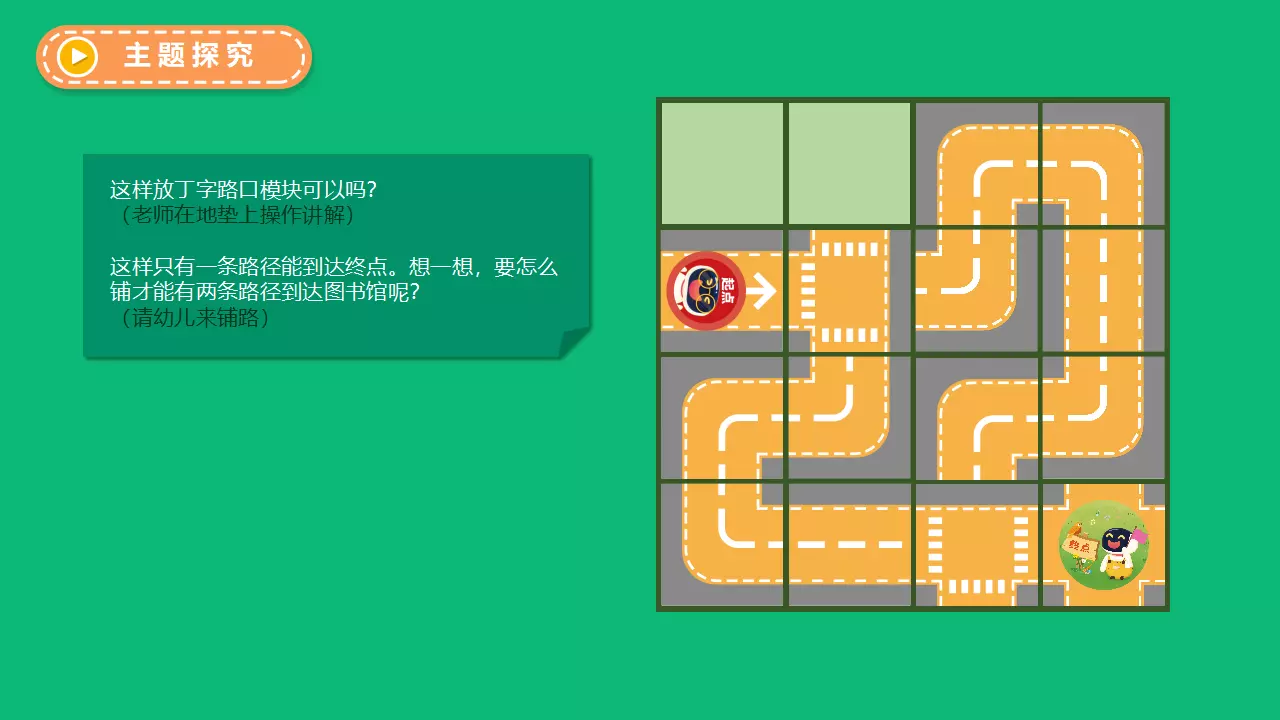 主题探究
这样放丁字路口模块可以吗?
（老师在地垫上操作讲解）
这样只有一条路径能到达终点。想一想，要怎么
铺才能有两条路径到达图书馆呢?
（请幼儿来铺路）
起点
终点